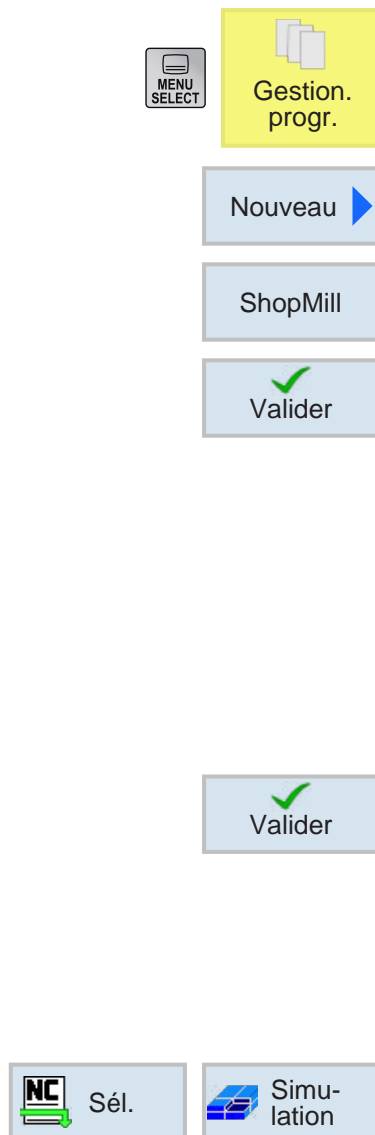 MENU
SELECT
Gestion.
progr.
Nouveau
ShopMill
Valider
Valider
NC
Sél.
Simu-
lation